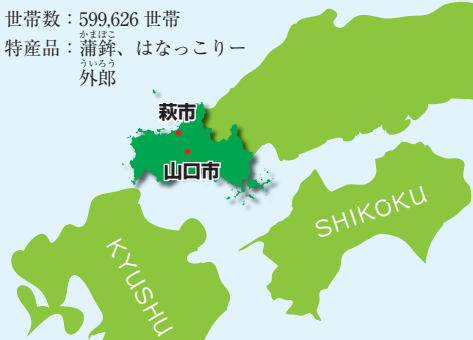 世帯数：599,626 世帯
特産品：蒲鉾、はなっこりー
かまぼこ
外郎
ういろう
萩市
山口市
SHIKOKU
KYUSHU